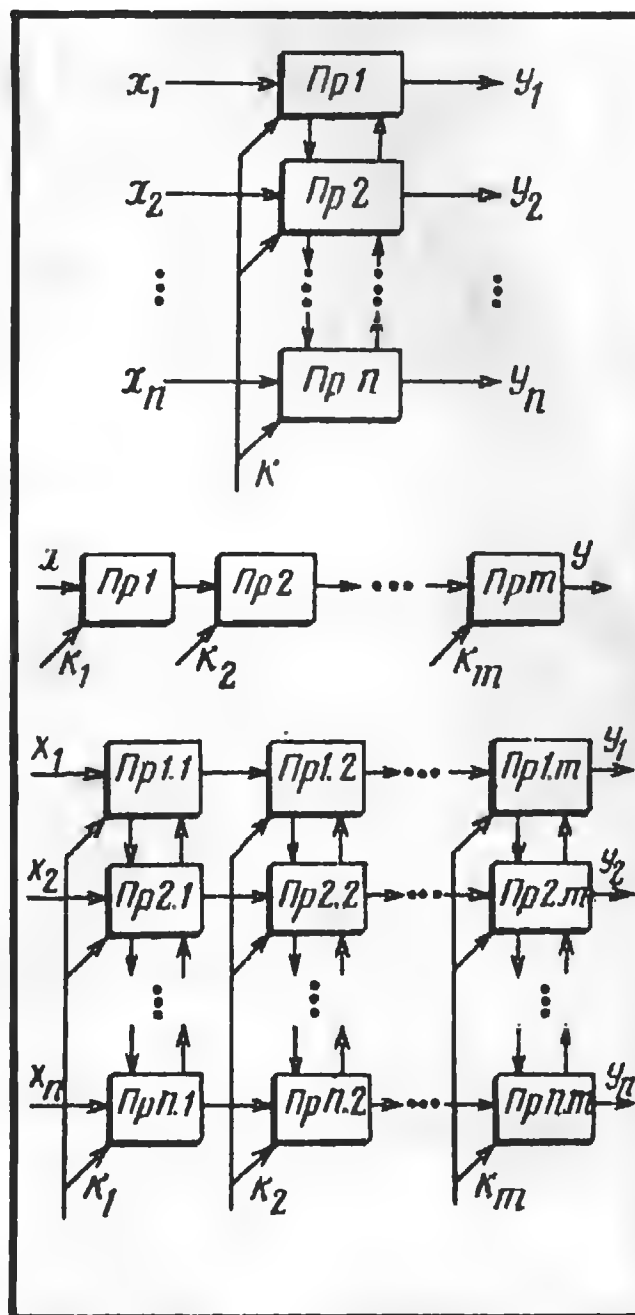 x₁ Пр1 y₁
x₂ Пр2 y₂
xₙ Пр n yₙ
K
x Пр1 Пр2 Прm y
K₁ K₂ Kₘ
X₁ Пр1.1 Пр1.2 Пр1.m y₁
X₂ Пр2.1 Пр2.2 Пр2.m y₂
Xₙ Прn.1 Прn.2 Прn.m yₙ
K₁ K₂ Kₘ